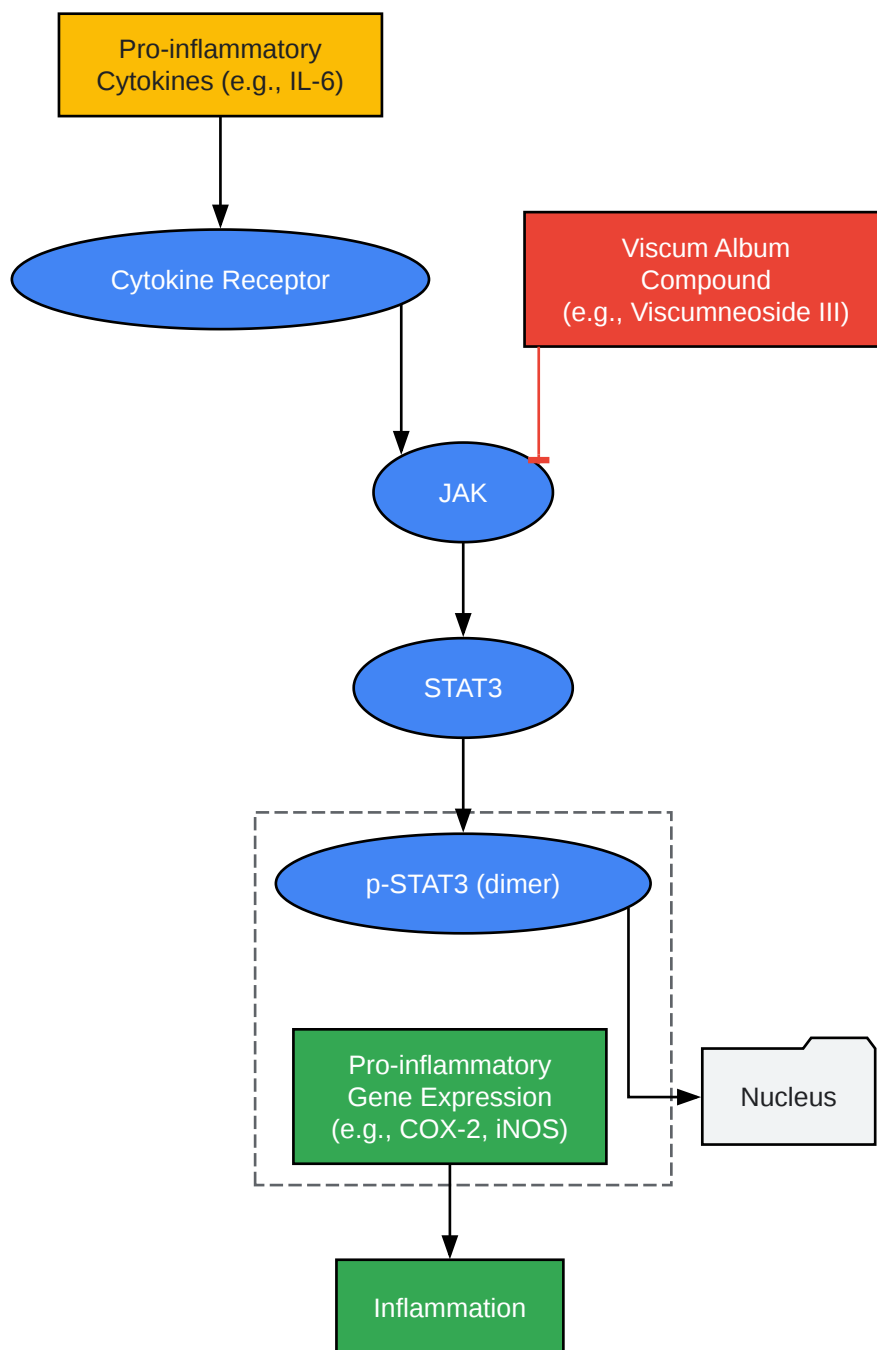 Pro-inflammatory
Cytokines (e.g., IL-6)
Cytokine Receptor
Viscum Album
Compound
(e.g., Viscumneoside III)
JAK
STAT3
p-STAT3 (dimer)
Pro-inflammatory
Gene Expression
(e.g., COX-2, iNOS)
Nucleus
Inflammation